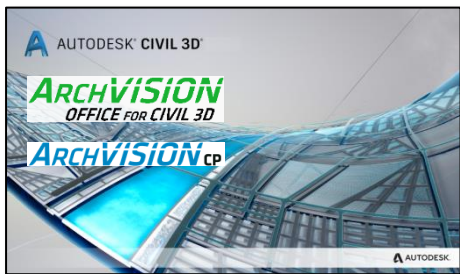 AUTODESK® CIVIL 3D®
ARCHVISION
OFFICE FOR CIVIL 3D
ARCHVISION CP
AUTODESK